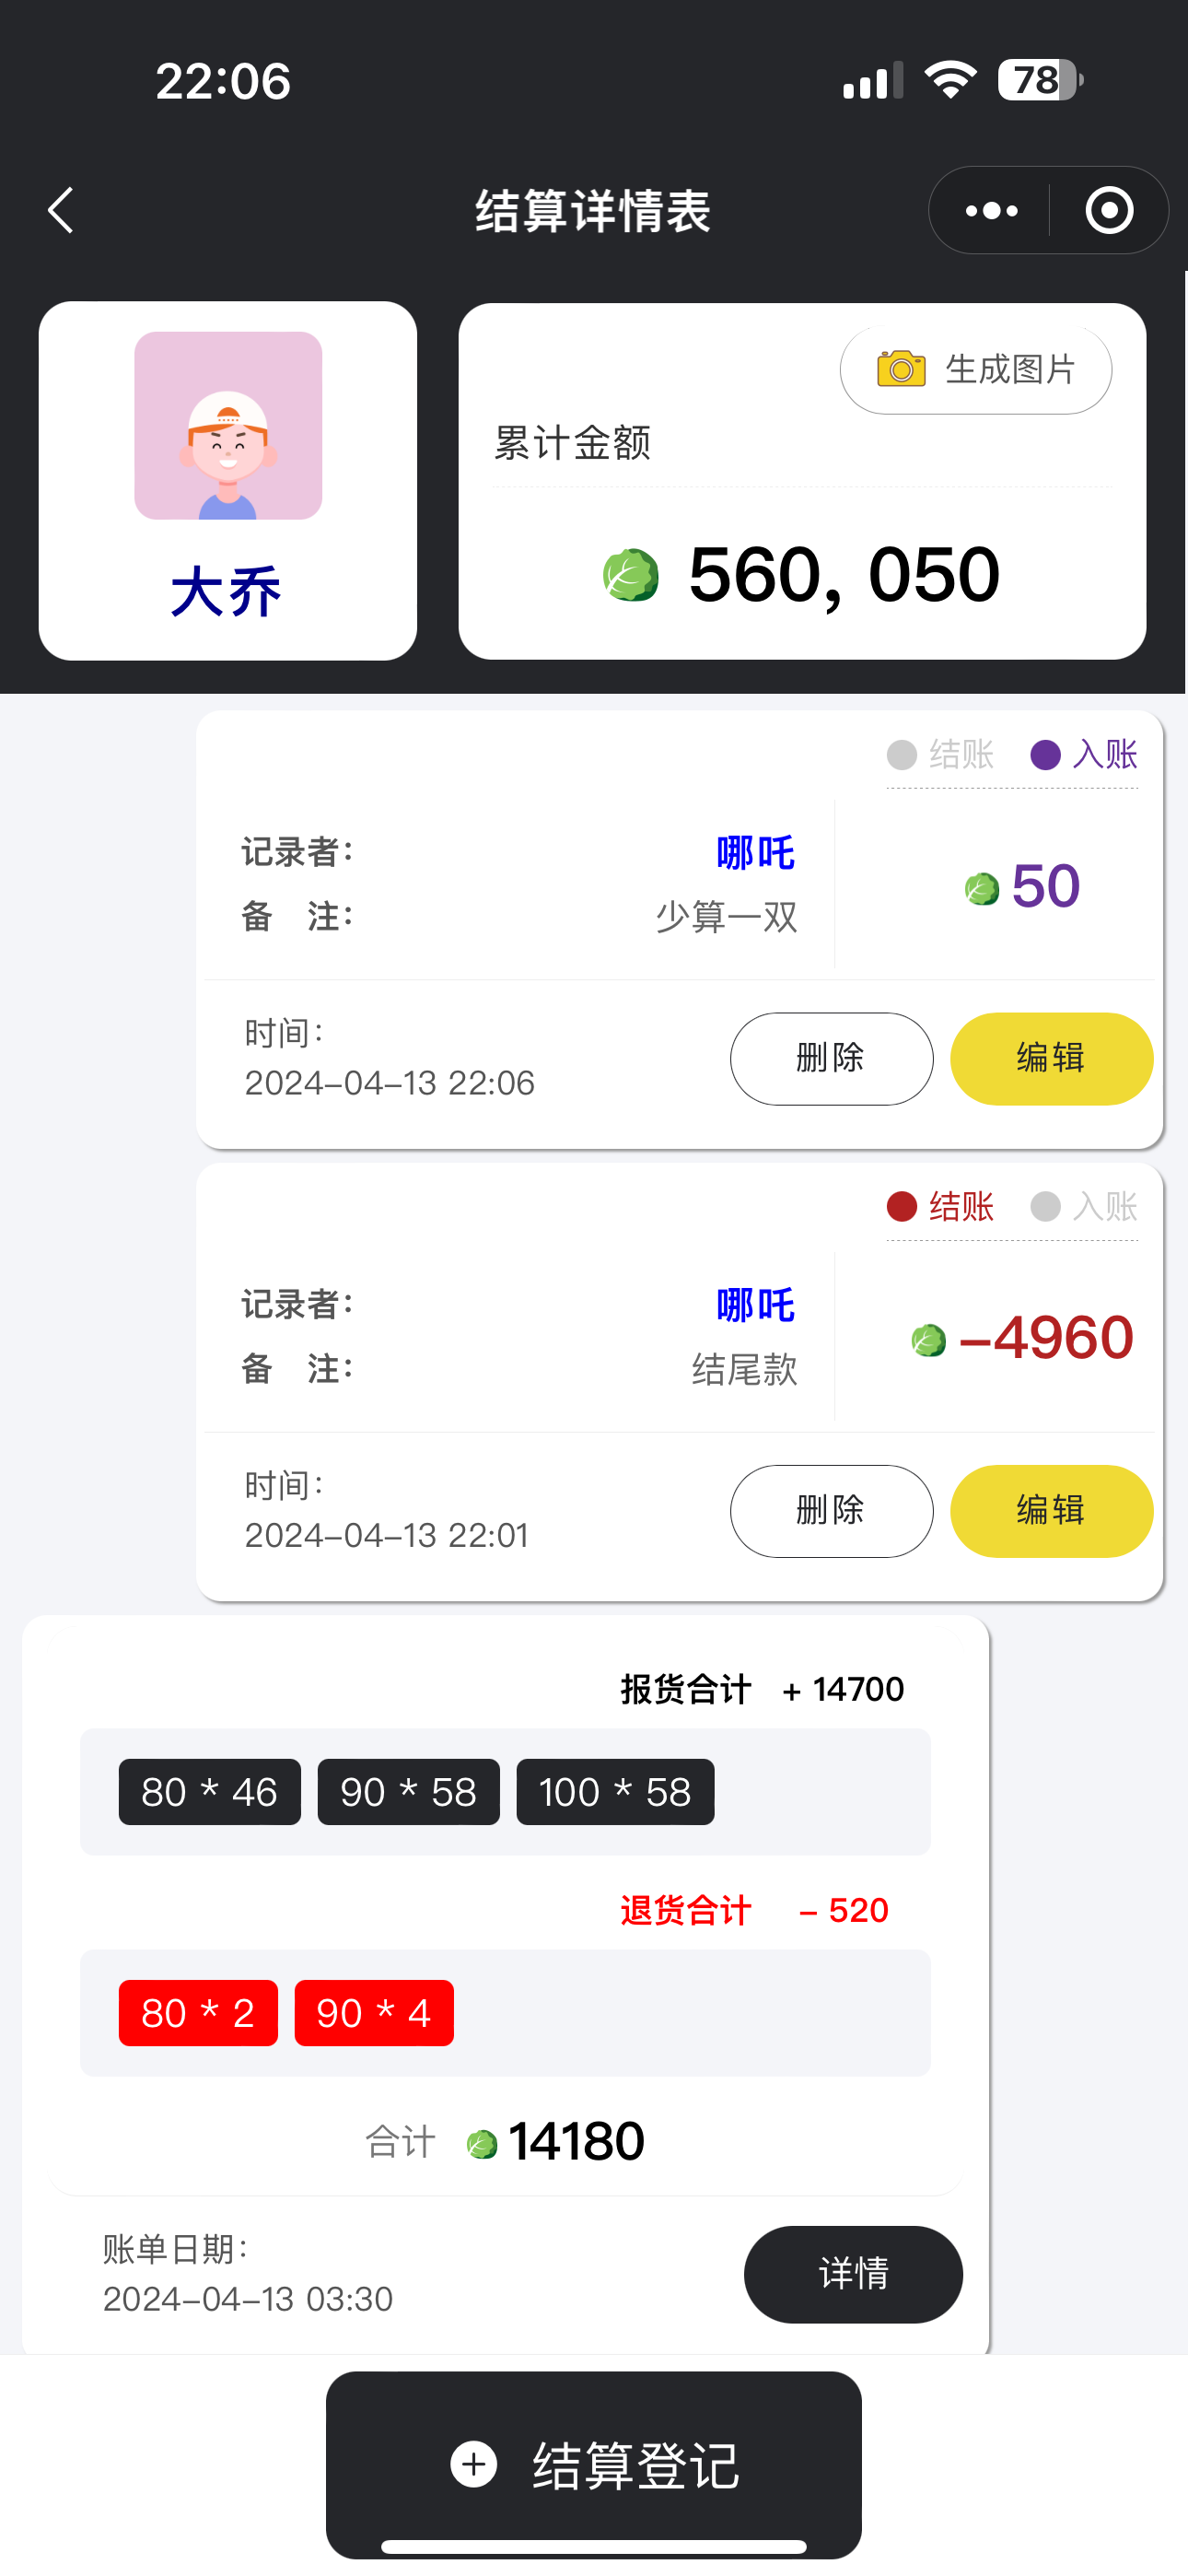 22:06
78
结算详情表
生成图片
累计金额
大乔
560, 050
结账 入账
记录者: 哪吒
50
备 注: 少算一双
时间:
2024-04-13 22:06
删除 编辑
结账 入账
记录者: 哪吒
-4960
备 注: 结尾款
时间:
2024-04-13 22:01
删除 编辑
报货合计 + 14700
80 * 46 90 * 58 100 * 58
退货合计 - 520
80 * 2 90 * 4
合计 14180
账单日期:
2024-04-13 03:30
详情
结算登记